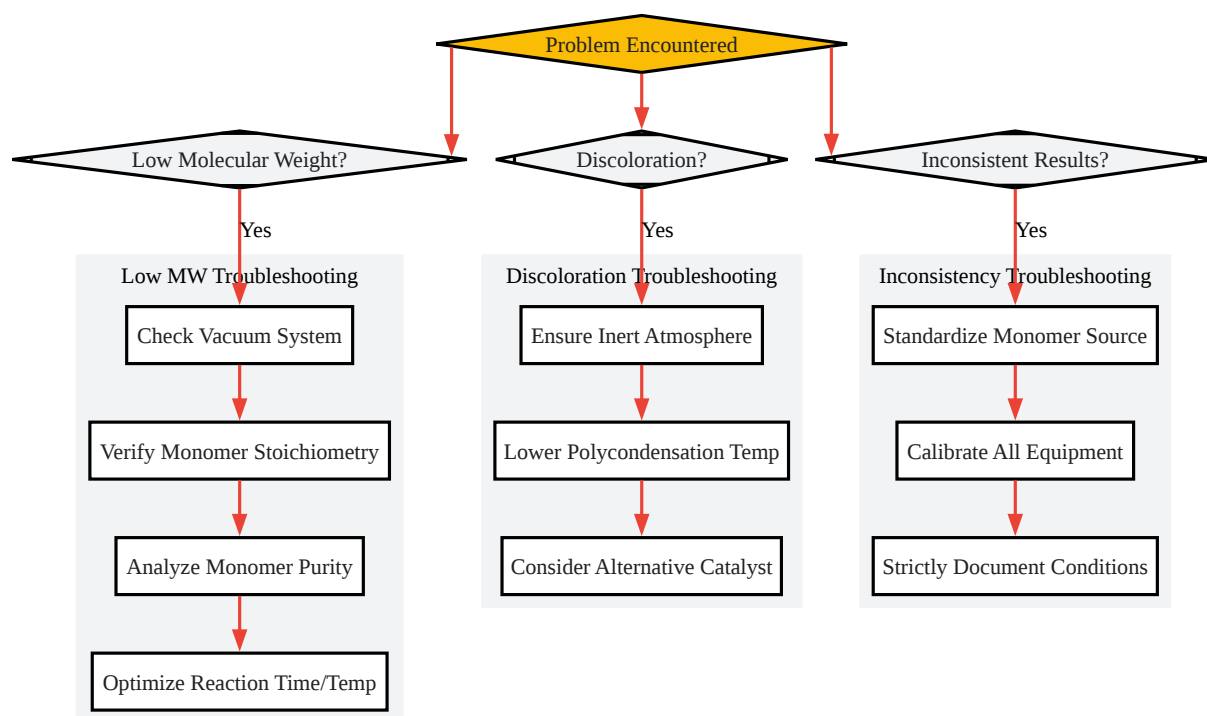 Problem Encountered
Low Molecular Weight?
Discoloration?
Inconsistent Results?
Yes
Yes
Yes
Low MW Troubleshooting
Check Vacuum System
Verify Monomer Stoichiometry
Analyze Monomer Purity
Optimize Reaction Time/Temp
Discoloration Troubleshooting
Ensure Inert Atmosphere
Lower Polycondensation Temp
Consider Alternative Catalyst
Inconsistency Troubleshooting
Standardize Monomer Source
Calibrate All Equipment
Strictly Document Conditions